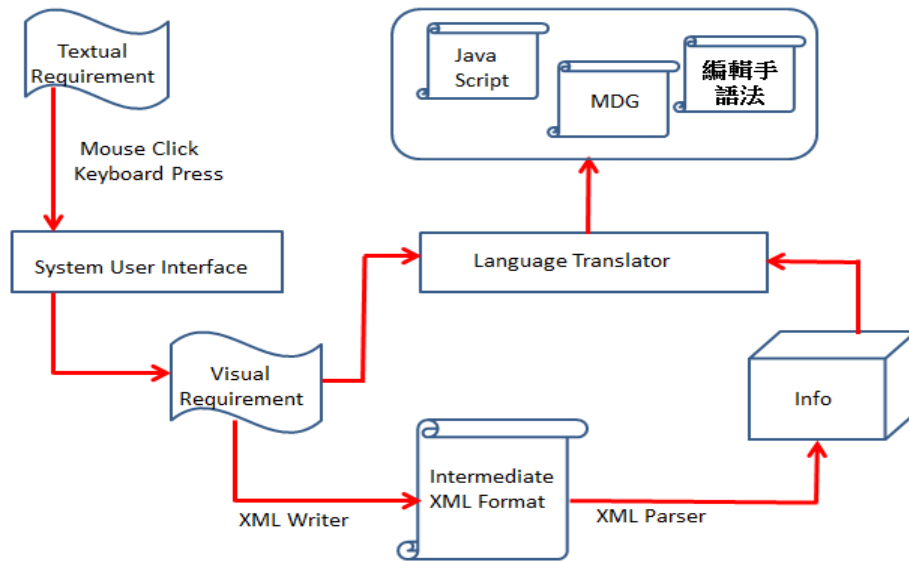 Textual
Requirement
Java
Script
MDG
編輯手
語法
Mouse Click
Keyboard Press
System User Interface
Language Translator
Visual
Requirement
Info
Intermediate
XML Format
XML Writer
XML Parser